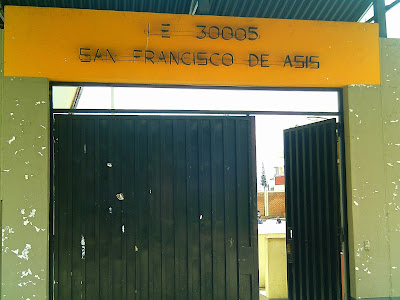 I E 30005
SAN FRANCISCO DE ASIS